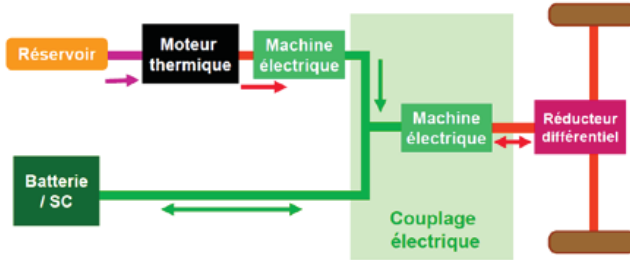 Réservoir
Moteur
thermique
Machine
électrique
Machine
électrique
Réducteur
différentiel
Batterie
/ SC
Couplage
électrique